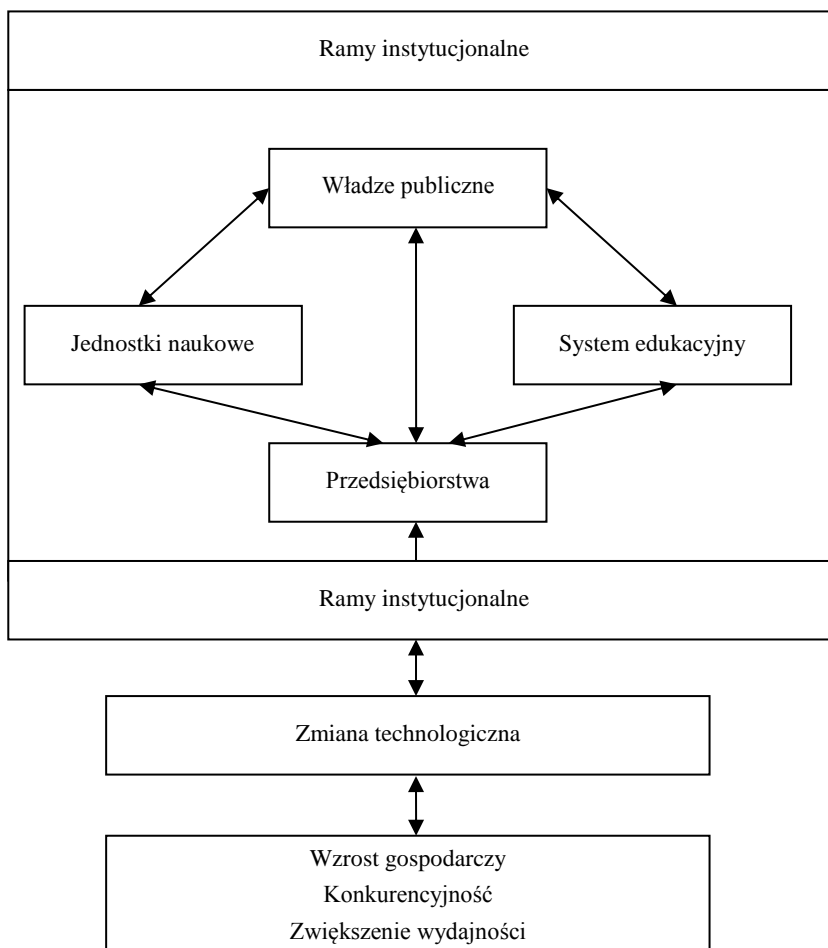 Ramy instytucjonalne
Władze publiczne
Jednostki naukowe
System edukacyjny
Przedsiębiorstwa
Ramy instytucjonalne
Zmiana technologiczna
Wzrost gospodarczy
Konkurencyjność
Zwiększenie wydajności